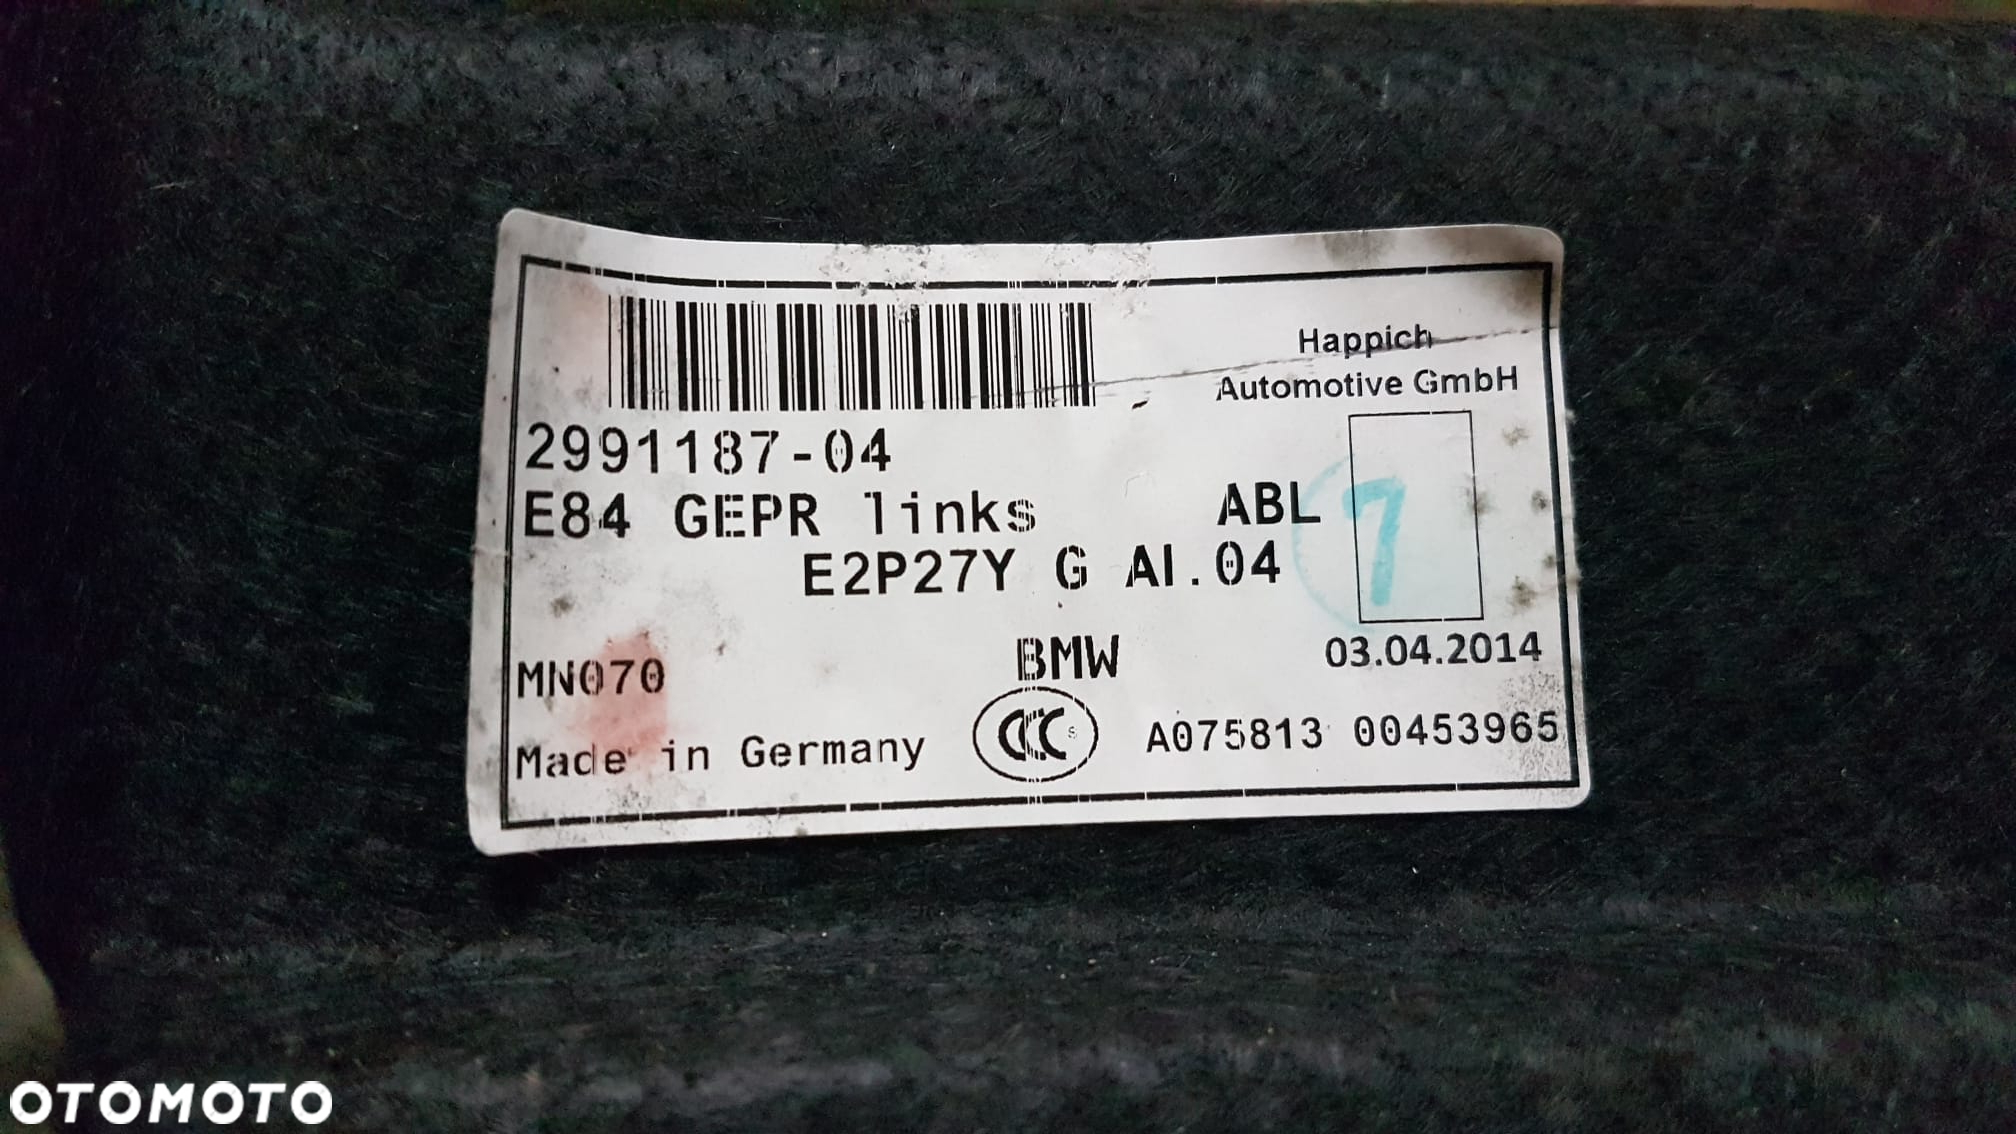 Happich
Automotive GmbH
2991187-04
E84 GEPR links ABL 7
E2P27Y G AI.04
MN070 BMW 03.04.2014
Made in Germany CCC S A075813 00453965
OTOMOTO